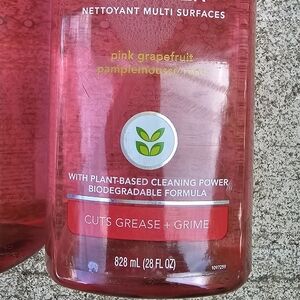 NETTOYANT MULTI SURFACES
pink grapefruit
WITH PLANT-BASED CLEANING POWER
BIODEGRADABLE FORMULA
CUTS GREASE + GRIME
828 mL (28 FL OZ)